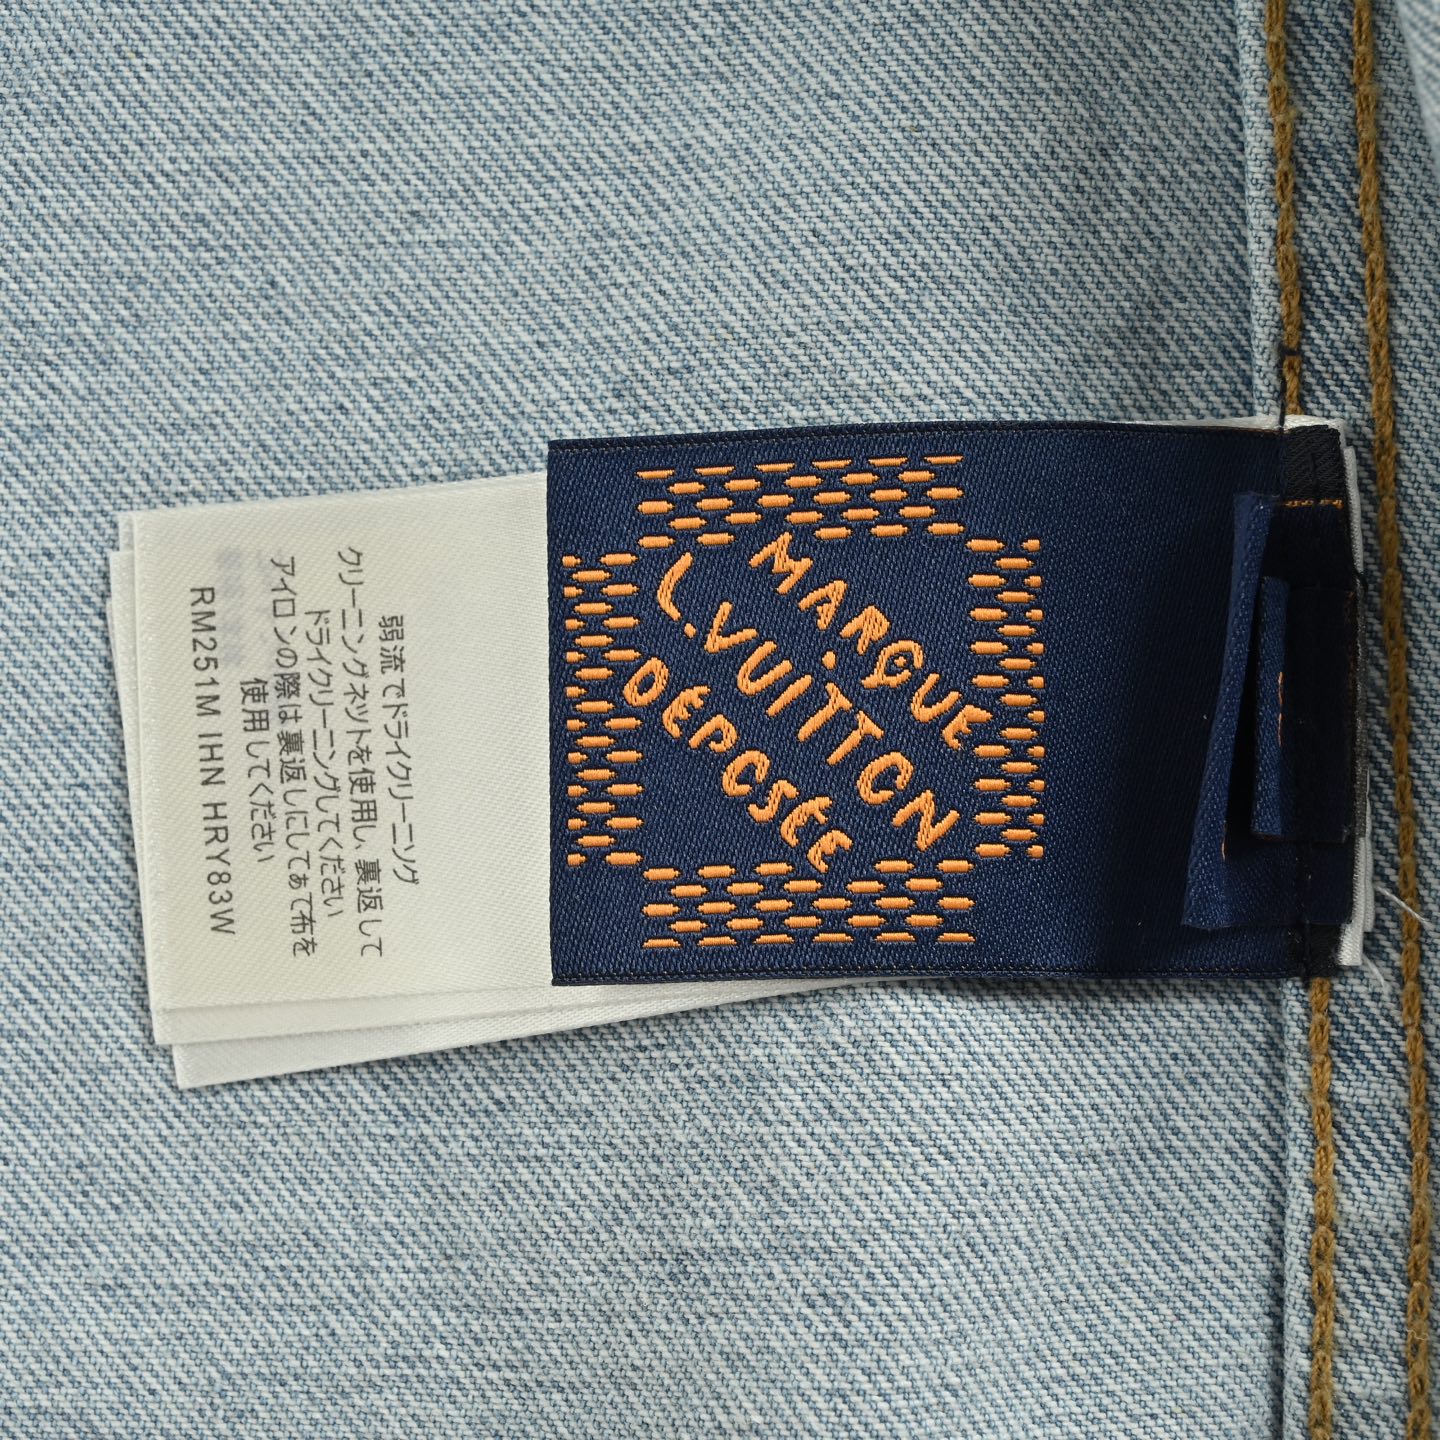 MARQUE
L.VUITTON
DEPOSEE
弱流でドライクリーニング
クリーニングネットを使用し、裏返して
ドライクリーニングしてください
アイロンの際は裏返しにしてあて布を
使用してください
RM251M IHN HRY83W